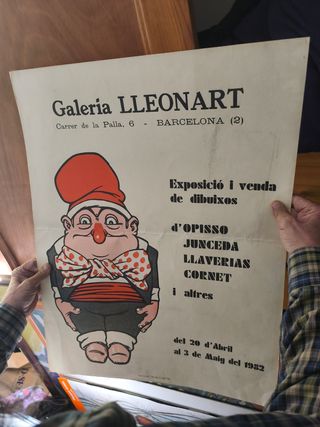 Galeria LLEONART
Carrer de la Palla, 6 - BARCELONA (2)
Exposició i venda
de dibuixos
d'OPISSO
JUNCEDA
LLAVERIAS
CORNET
i altres
del 20 d'Abril
al 3 de Maig del 1982